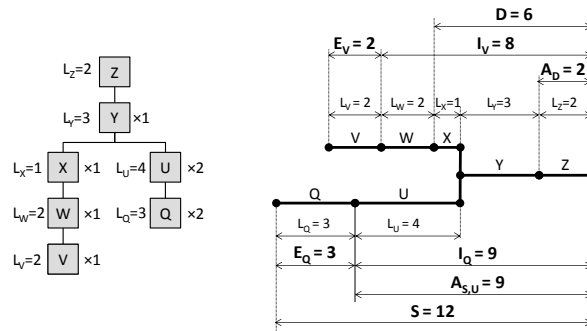 L_Z=2 Z
L_Y=3 Y ×1
L_X=1 X ×1 L_U=4 U ×2
L_W=2 W ×1 L_Q=3 Q ×2
L_V=2 V ×1
D = 6
E_V = 2 I_V = 8
A_D = 2
L_V = 2 L_W = 2 L_X=1 L_Y=3 L_Z=2
V W X
Y Z
Q U
L_Q = 3 L_U = 4
E_Q = 3 I_Q = 9
A_S,U = 9
S = 12